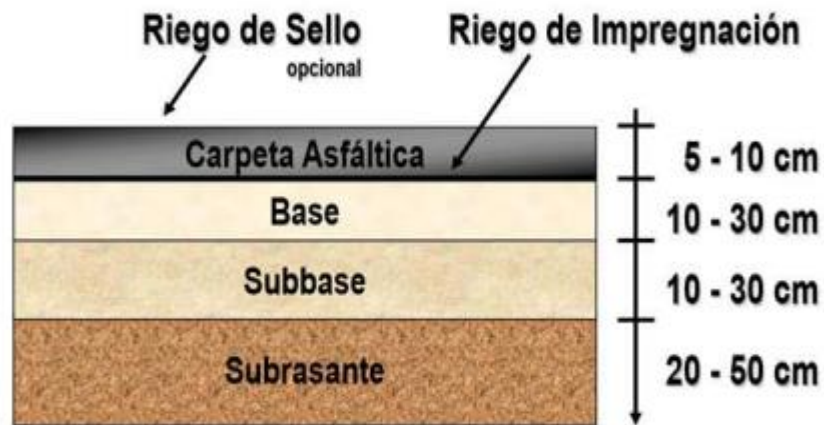 Riego de Sello
opcional
Riego de Impregnación
Carpeta Asfáltica
5 - 10 cm
Base
10 - 30 cm
Subbase
10 - 30 cm
Subrasante
20 - 50 cm